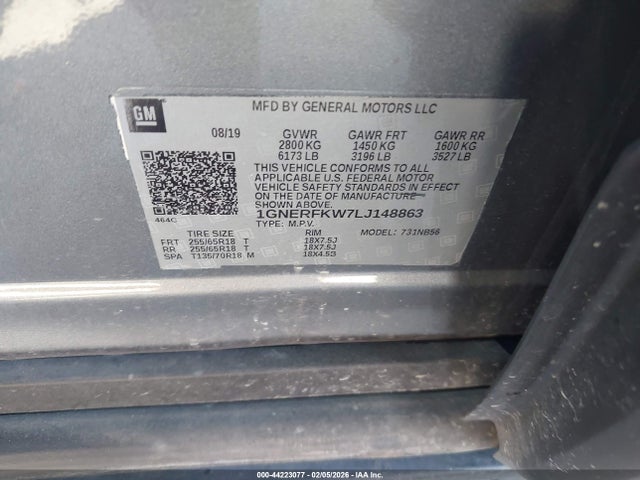 GM
MFD BY GENERAL MOTORS LLC
08/19 GVWR GAWR FRT GAWR RR
2800 KG 1450 KG 1600 KG
6173 LB 3196 LB 3527 LB
THIS VEHICLE CONFORMS TO ALL
APPLICABLE U.S. FEDERAL MOTOR
VEHICLE SAFETY STANDARDS IN EFFECT
ON THE DATE OF MANUFACTURE
SHOWN ABOVE.
464C 1GNERFKW7LJ148863
TYPE: M.P.V. MODEL: 731NB56
TIRE SIZE RIM
FRT 255/65R18 T 18X7.5J
RR 255/65R18 T 18X7.5J
SPA T135/70R18 M 18X4.5B
000-44223077 - 02/05/2026 - IAA Inc.